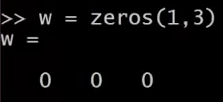 >> w = zeros(1,3)
w =
0 0 0